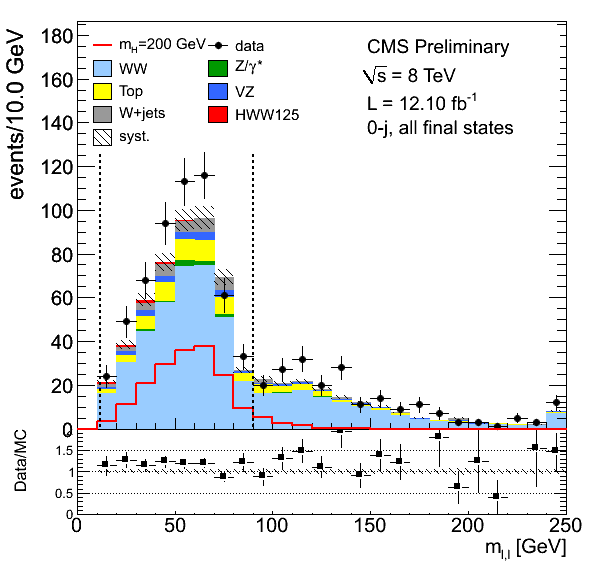 events/10.0 GeV
180
160
140
120
100
80
60
40
20
0
m_H=200 GeV
data
WW
Z/γ*
Top
VZ
W+jets
HWW125
syst.
CMS Preliminary
√s = 8 TeV
L = 12.10 fb⁻¹
0-j, all final states
Data/MC
1.5
1
0.5
0
0 50 100 150 200 250
m_l,l [GeV]